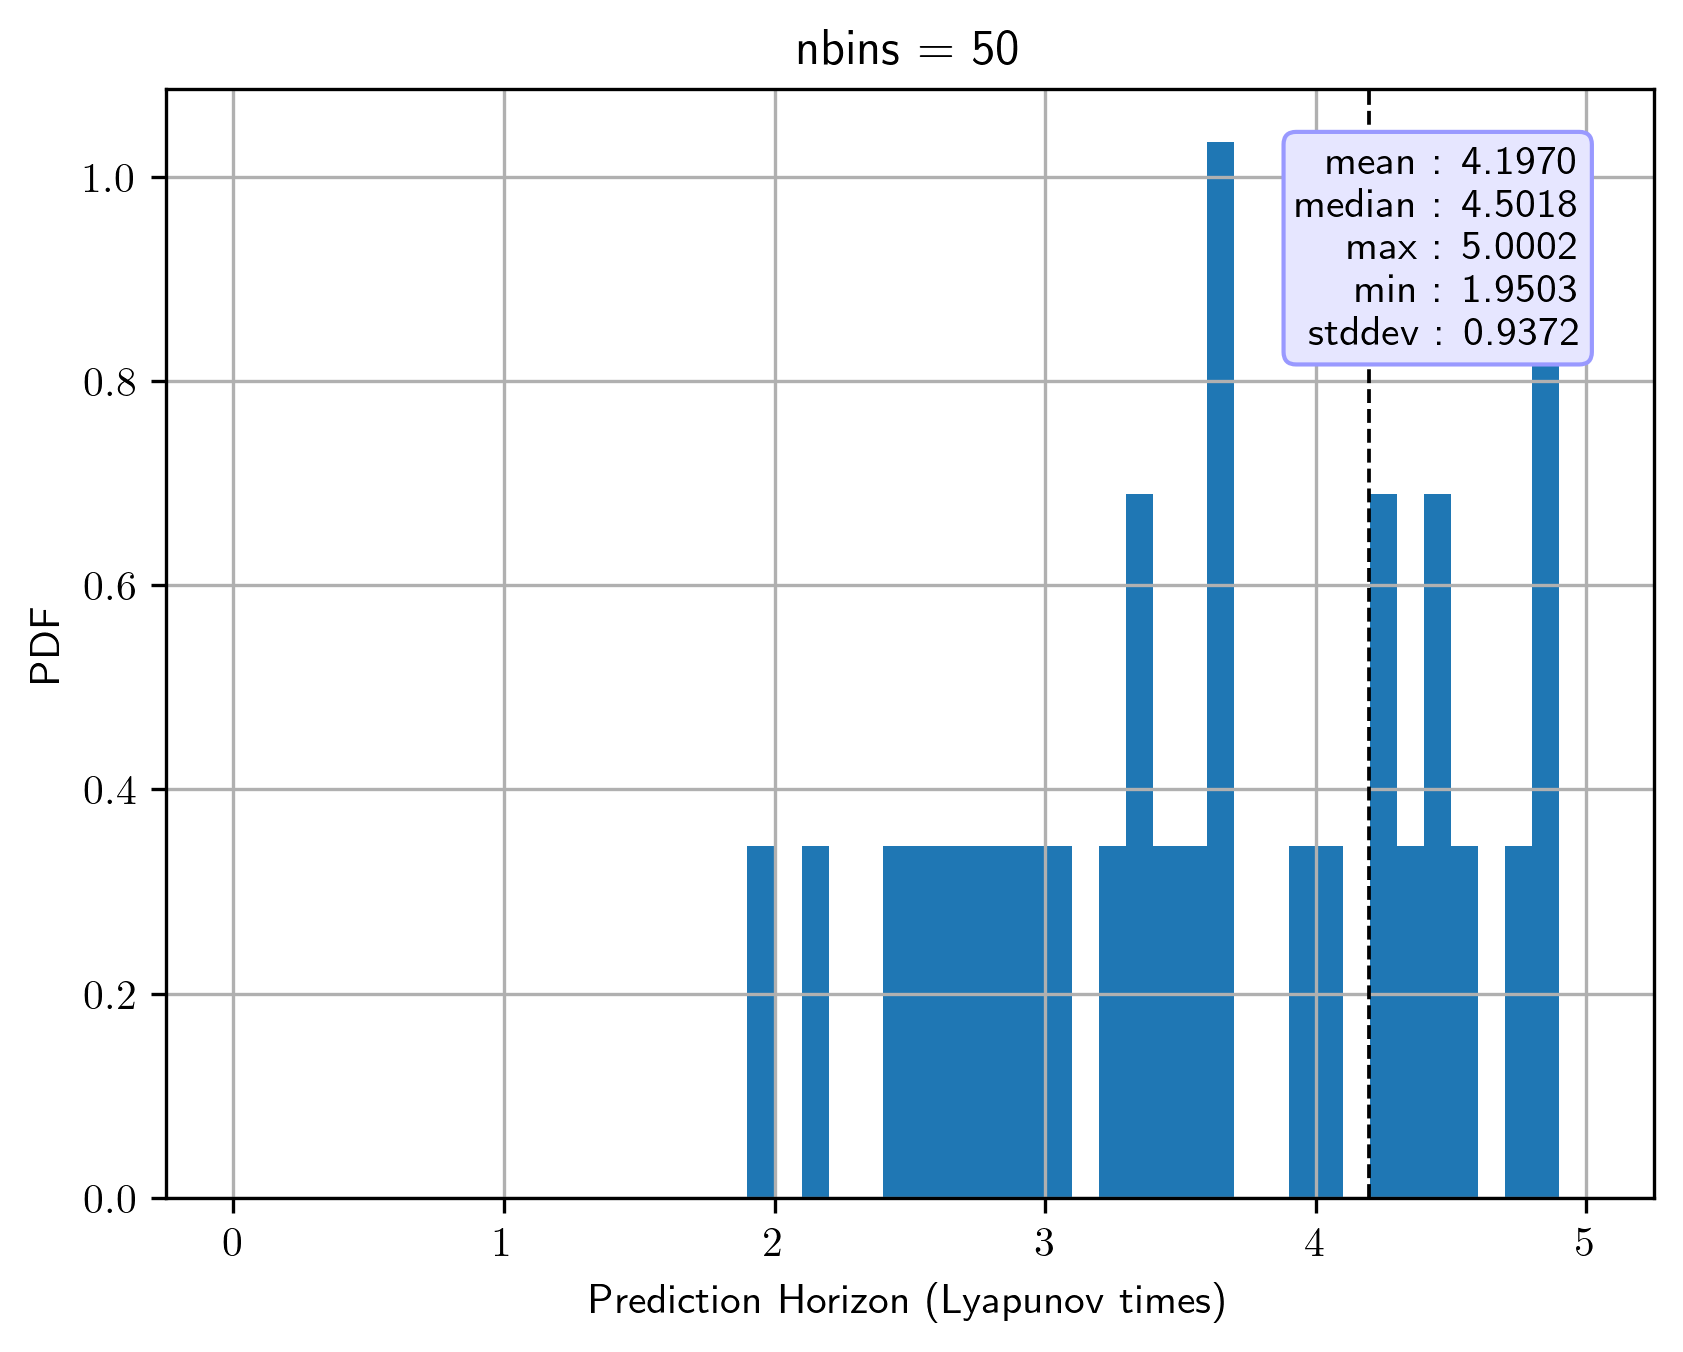 nbins = 50
mean : 4.1970
median : 4.5018
max : 5.0002
min : 1.9503
stddev : 0.9372
1.0
0.8
0.6
0.4
0.2
0.0
PDF
0 1 2 3 4 5
Prediction Horizon (Lyapunov times)